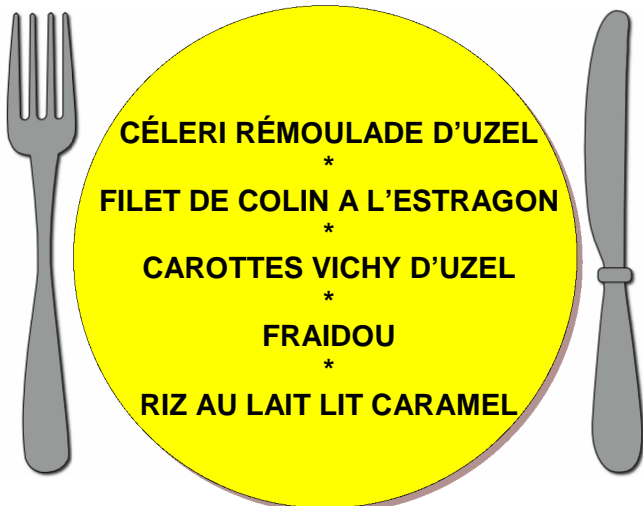 CÉLERI RÉMOULADE D’UZEL
*
FILET DE COLIN A L’ESTRAGON
*
CAROTTES VICHY D’UZEL
*
FRAIDOU
*
RIZ AU LAIT LIT CARAMEL